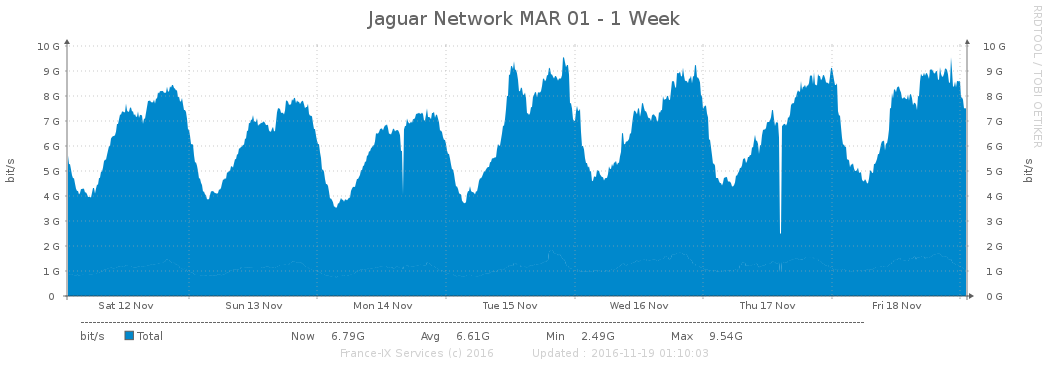 Jaguar Network MAR 01 - 1 Week
RRDTOOL / TOBI OETIKER
10 G 10 G
9 G 9 G
8 G 8 G
7 G 7 G
6 G 6 G
5 G 5 G
4 G 4 G
3 G 3 G
2 G 2 G
1 G 1 G
0 0 G
bit/s
bit/s
Sat 12 Nov Sun 13 Nov Mon 14 Nov Tue 15 Nov Wed 16 Nov Thu 17 Nov Fri 18 Nov
bit/s Total Now 6.79G Avg 6.61G Min 2.49G Max 9.54G
France-IX Services (c) 2016 Updated : 2016-11-19 01:10:03